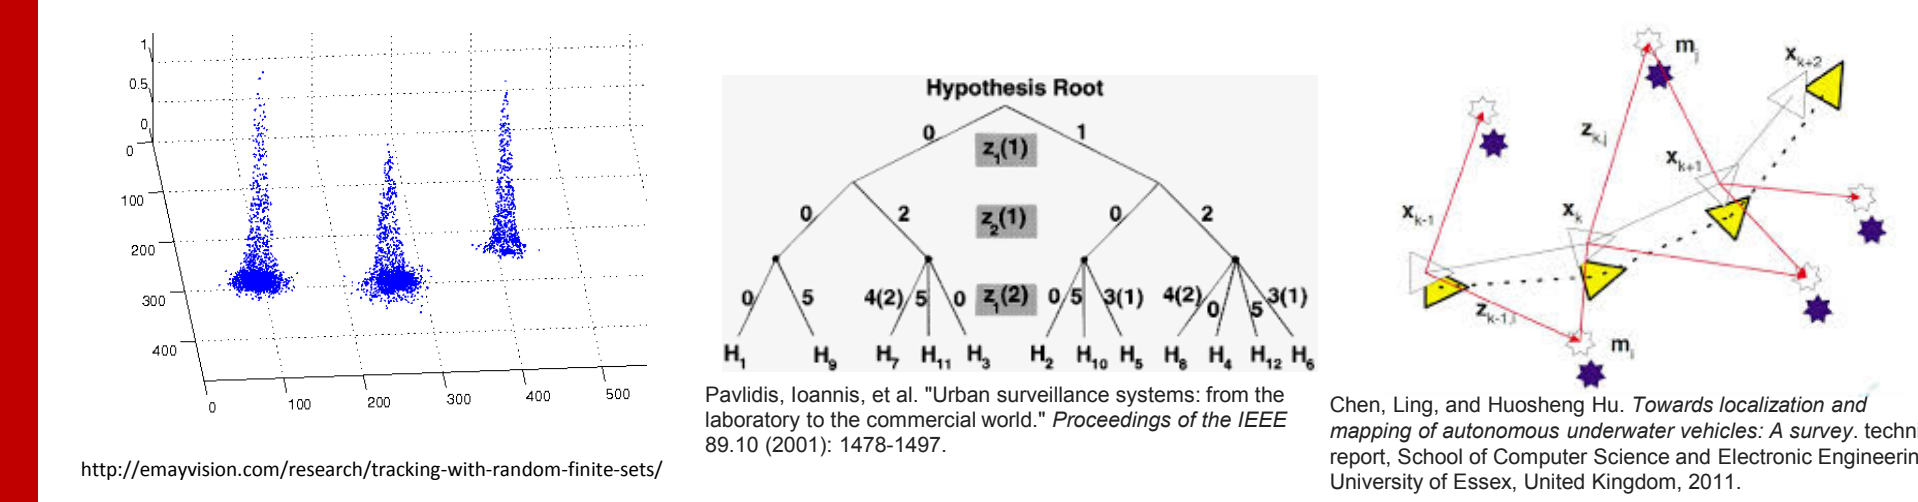 1
0.5
0
0
100
200
300
400
0
100
200
300
400
500
http://emayvision.com/research/tracking-with-random-finite-sets/
Hypothesis Root
0 1
z1(1)
0 2 0 2
z2(1)
0 5 4(2) 5 0 z1(2) 0 5 3(1) 4(2) 0 5 3(1)
H1 H9 H7 H11 H3 H2 H10 H5 H8 H4 H12 H6
Pavlidis, Ioannis, et al. "Urban surveillance systems: from the
laboratory to the commercial world." Proceedings of the IEEE
89.10 (2001): 1478-1497.
mj
xk+2
zk,j
xk+1
xk-1
xk
zk-1,i
mi
Chen, Ling, and Huosheng Hu. Towards localization and
mapping of autonomous underwater vehicles: A survey. techni
report, School of Computer Science and Electronic Engineerin
University of Essex, United Kingdom, 2011.